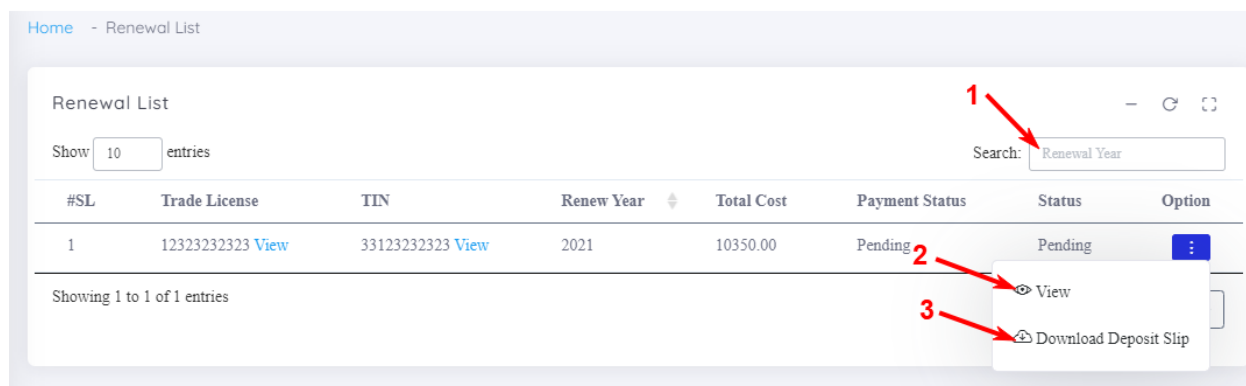 Home - Renewal List
Renewal List
1
Show 10 entries
Search: Renewal Year
#SL Trade License TIN Renew Year Total Cost Payment Status Status Option
1 12323232323 View 33123232323 View 2021 10350.00 Pending Pending
2
View
Showing 1 to 1 of 1 entries
3
Download Deposit Slip